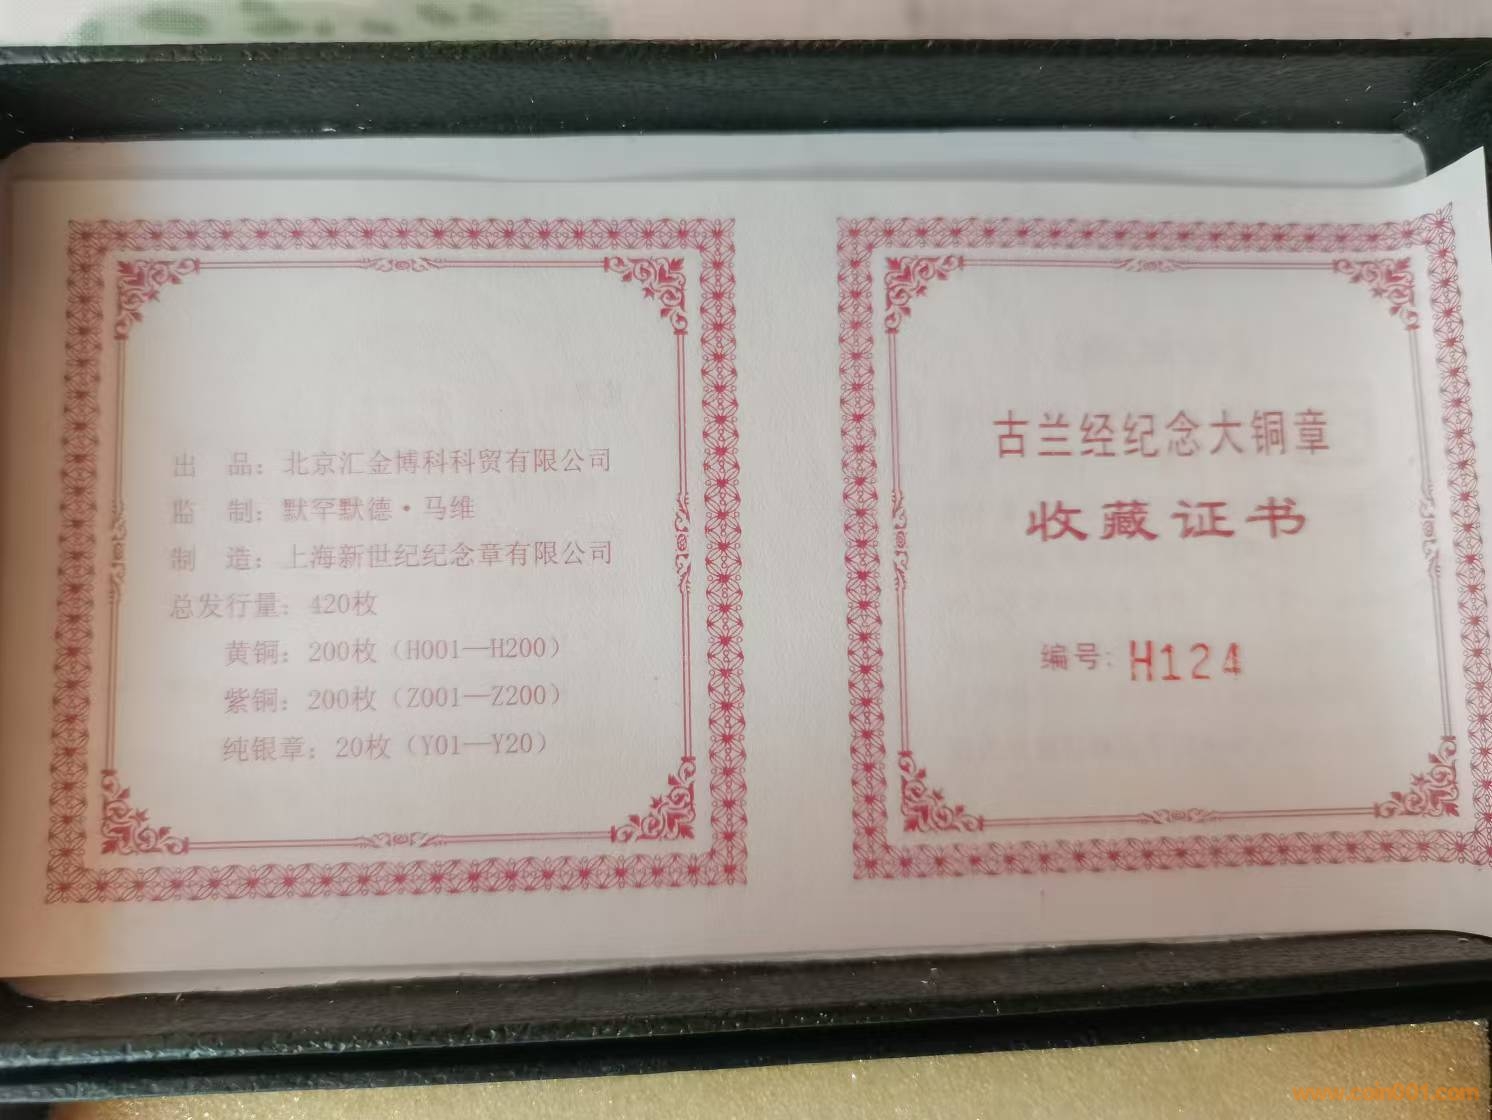 出 品：北京汇金博科科贸有限公司
监 制：默罕默德·马维
制 造：上海新世纪纪念章有限公司
总发行量：420枚
黄铜：200枚（H001—H200）
紫铜：200枚（Z001—Z200）
纯银章：20枚（Y01—Y20）
古兰经纪念大铜章
收藏证书
编号：H124
www.coin001.com